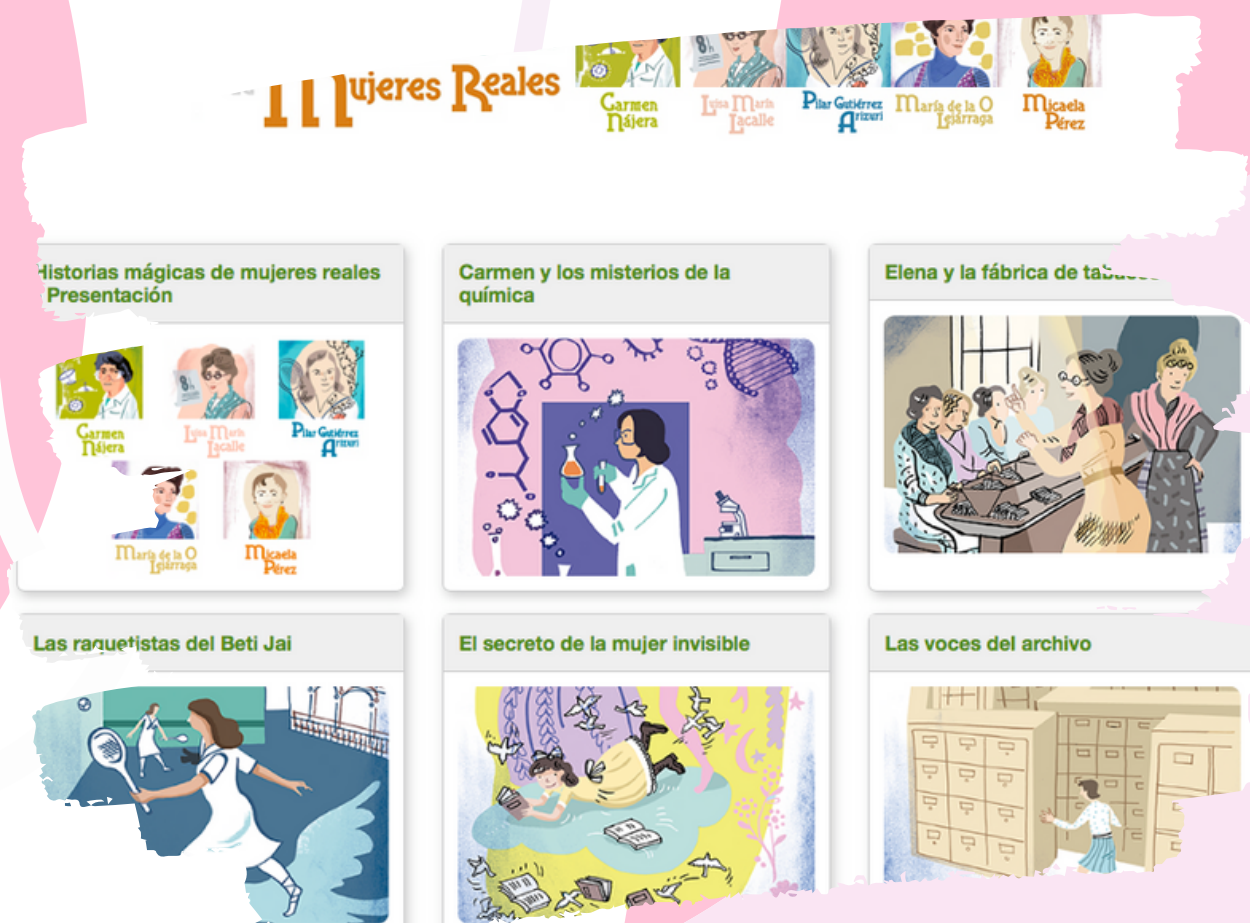 Mujeres Reales
Carmen
Nájera
Luisa Marín
Lacalle
Pilar Gutiérrez
Arizuri
María de la O
Lejárraga
Micaela
Pérez
Historias mágicas de mujeres reales
Presentación
Carmen y los misterios de la
química
Elena y la fábrica de
Carmen
Nájera
Luisa Marín
Lacalle
Pilar Gutiérrez
Arizuri
María de la O
Lejárraga
Micaela
Pérez
Las raquetistas del Beti Jai
El secreto de la mujer invisible
Las voces del archivo
8h